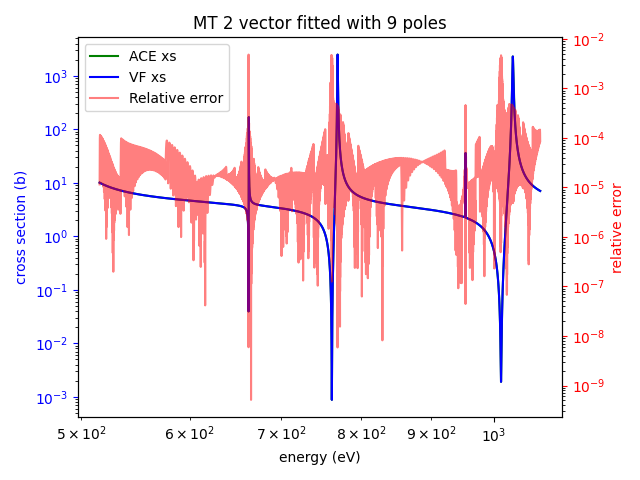 MT 2 vector fitted with 9 poles
ACE xs
VF xs
Relative error
cross section (b)
10³
10²
10¹
10⁰
10⁻¹
10⁻²
10⁻³
10⁻²
10⁻³
10⁻⁴
10⁻⁵
10⁻⁶
10⁻⁷
10⁻⁸
10⁻⁹
relative error
5 × 10² 6 × 10² 7 × 10² 8 × 10² 9 × 10² 10³
energy (eV)